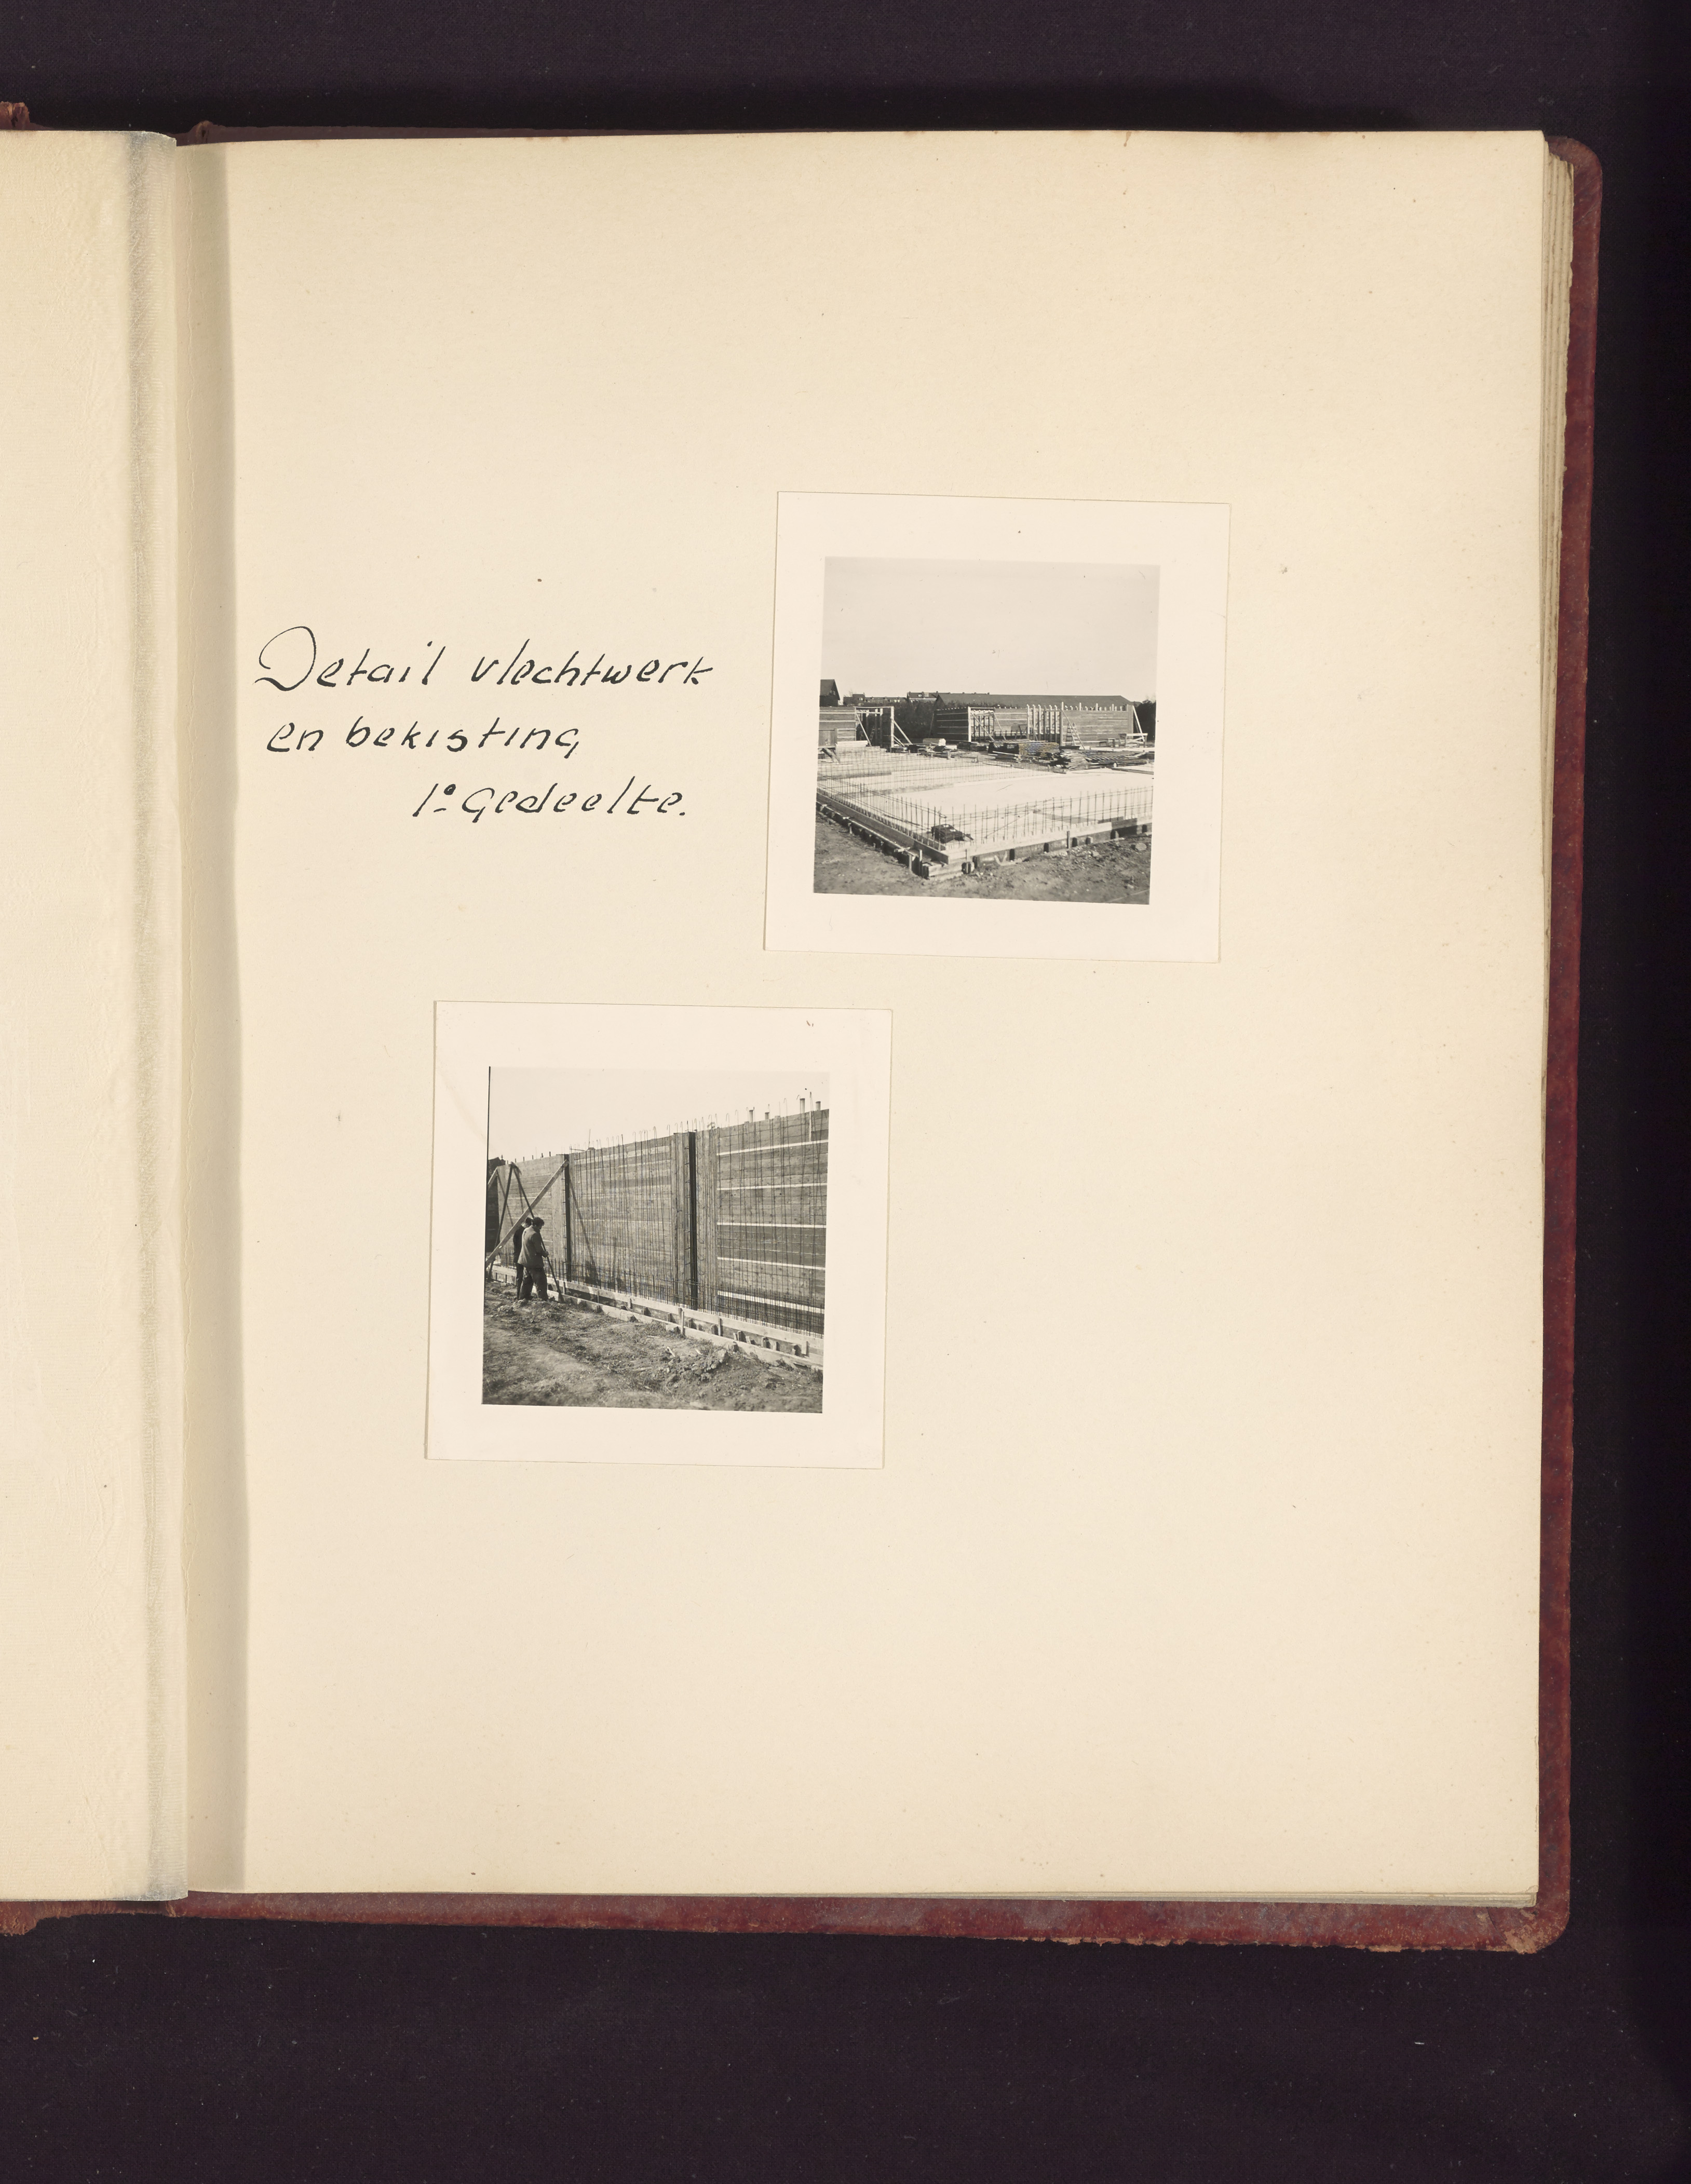 Detail vlechtwerk
en bekisting
1e Gedeelte.